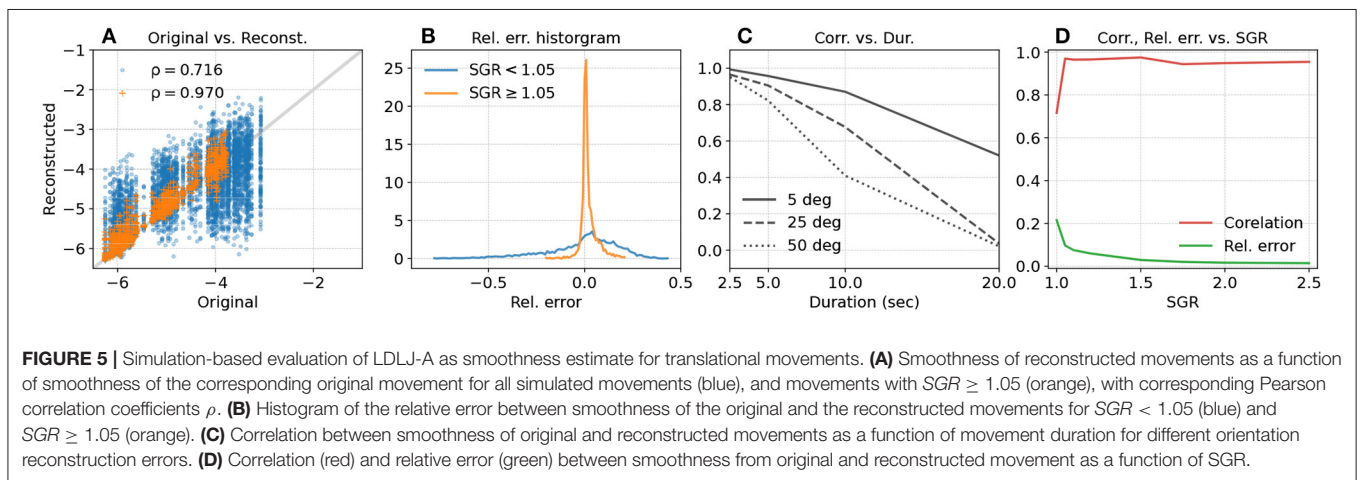 A Original vs. Reconst.
−1
−2
−3
−4
−5
−6
Reconstructed
ρ = 0.716
ρ = 0.970
−6 −4 −2
Original
B Rel. err. historgram
25
20
15
10
5
0
SGR < 1.05
SGR ≥ 1.05
−0.5 0.0 0.5
Rel. error
C Corr. vs. Dur.
1.0
0.8
0.6
0.4
0.2
0.0
5 deg
25 deg
50 deg
2.5 5.0 10.0 20.0
Duration (sec)
D Corr., Rel. err. vs. SGR
1.0
0.8
0.6
0.4
0.2
0.0
Corelation
Rel. error
1.0 1.5 2.0 2.5
SGR
FIGURE 5 | Simulation-based evaluation of LDLJ-A as smoothness estimate for translational movements. (A) Smoothness of reconstructed movements as a function
of smoothness of the corresponding original movement for all simulated movements (blue), and movements with SGR ≥ 1.05 (orange), with corresponding Pearson
correlation coefficients ρ. (B) Histogram of the relative error between smoothness of the original and the reconstructed movements for SGR < 1.05 (blue) and
SGR ≥ 1.05 (orange). (C) Correlation between smoothness of original and reconstructed movements as a function of movement duration for different orientation
reconstruction errors. (D) Correlation (red) and relative error (green) between smoothness from original and reconstructed movement as a function of SGR.